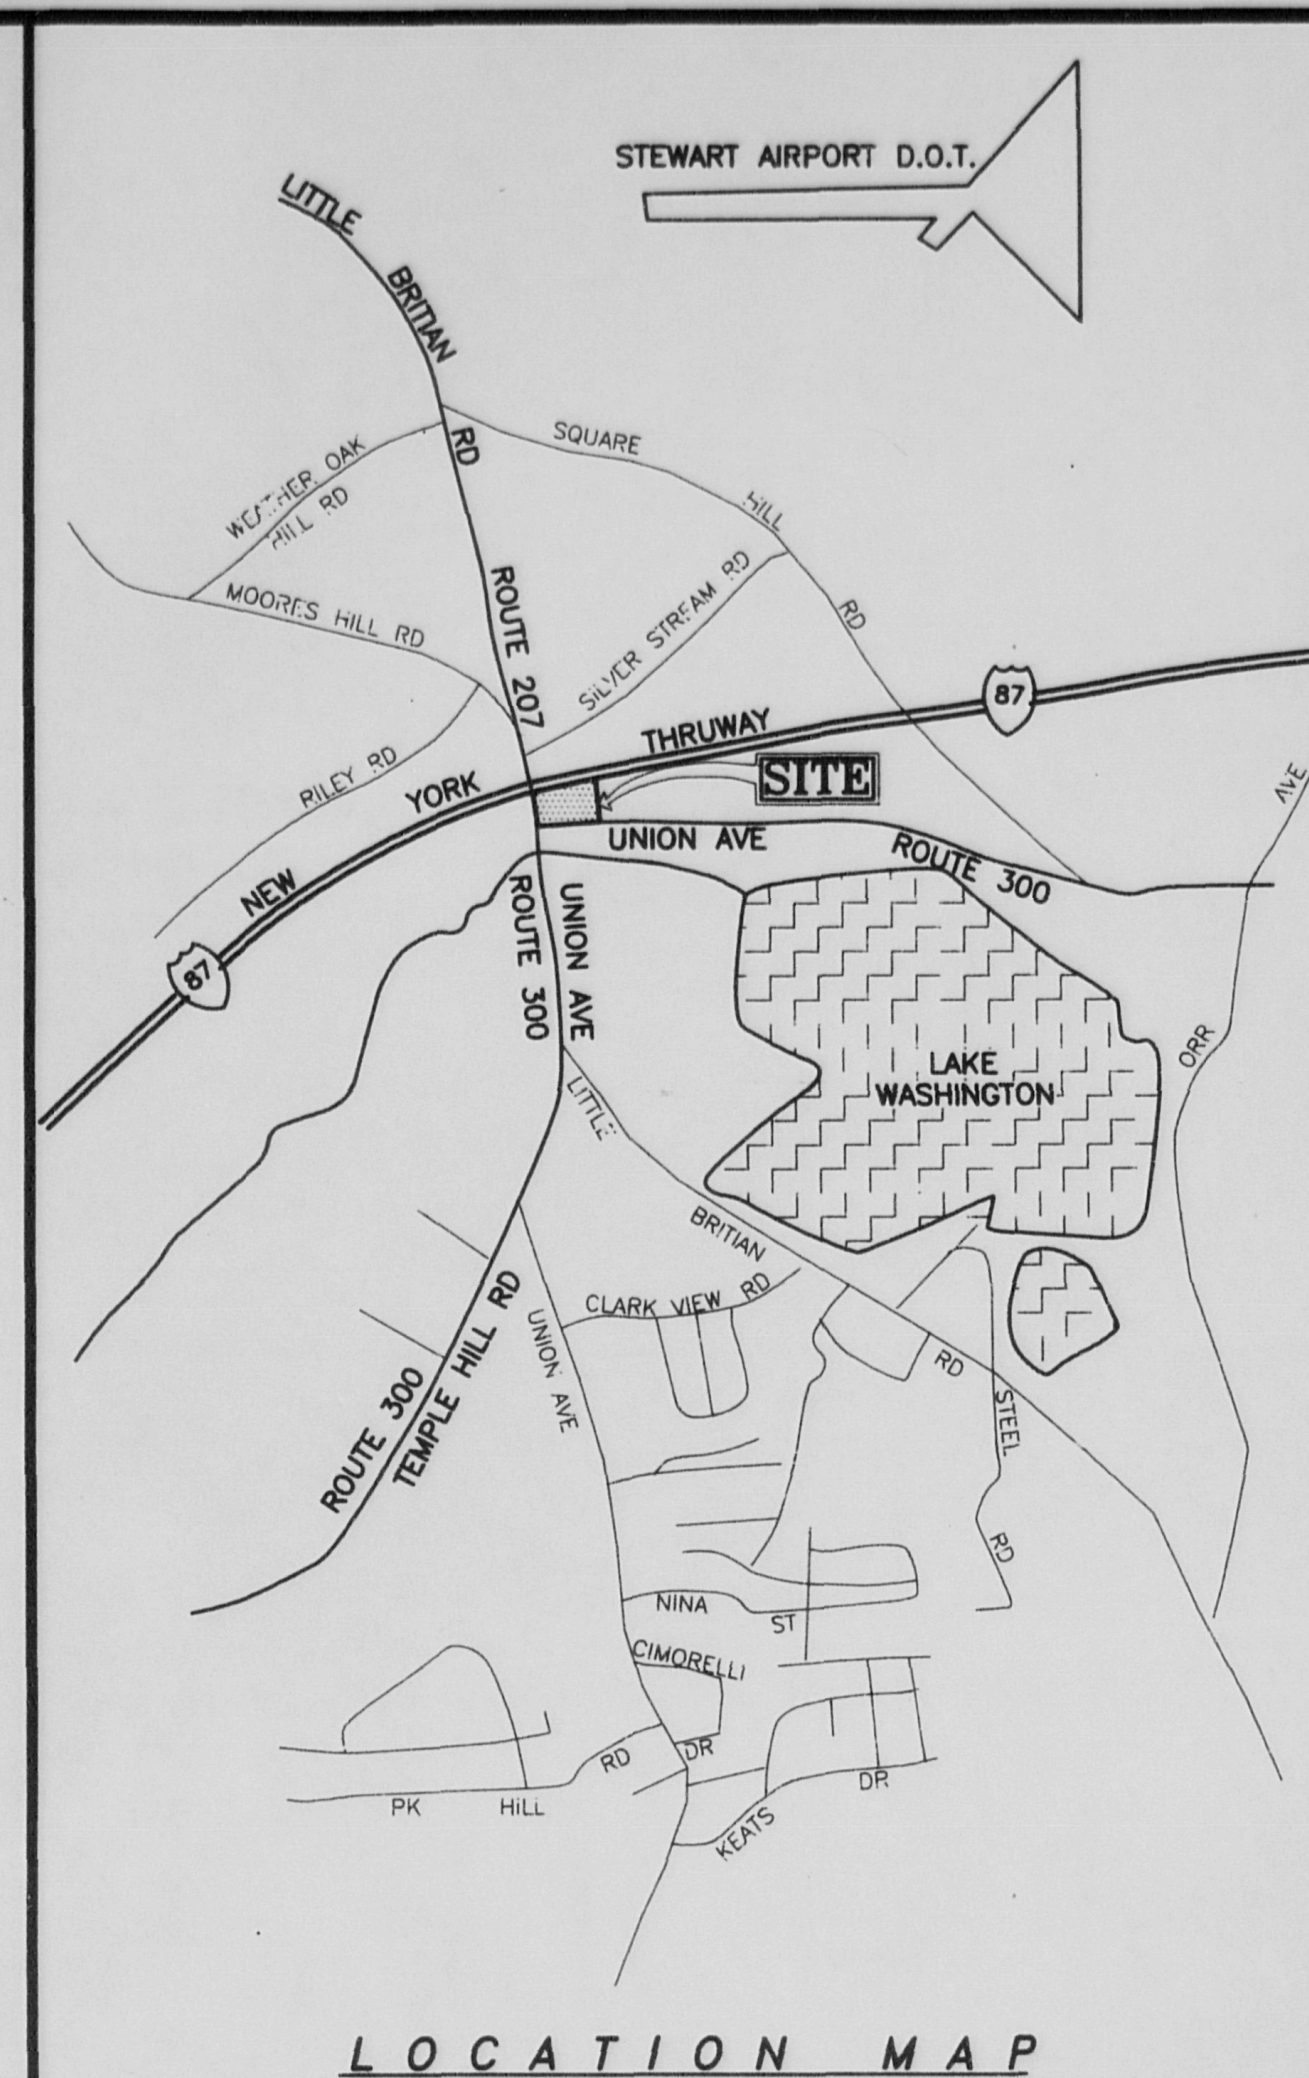 STEWART AIRPORT D.O.T.
LITTLE
BRITIAN
RD
SQUARE
HILL
RD
WEATHER OAK
HILL RD
MOORES HILL RD
ROUTE 207
SILVER STREAM RD
RILEY RD
NEW
YORK
THRUWAY
87
87
SITE
UNION AVE
ROUTE 300
AVE
ORR
UNION AVE
ROUTE 300
LAKE
WASHINGTON
LITTLE
BRITIAN
RD
CLARK VIEW RD
UNION AVE
ROUTE 300
TEMPLE HILL RD
STEEL
RD
NINA
ST
CIMORELLI
DR
RD
PK HILL
KEATS
DR
LOCATION MAP